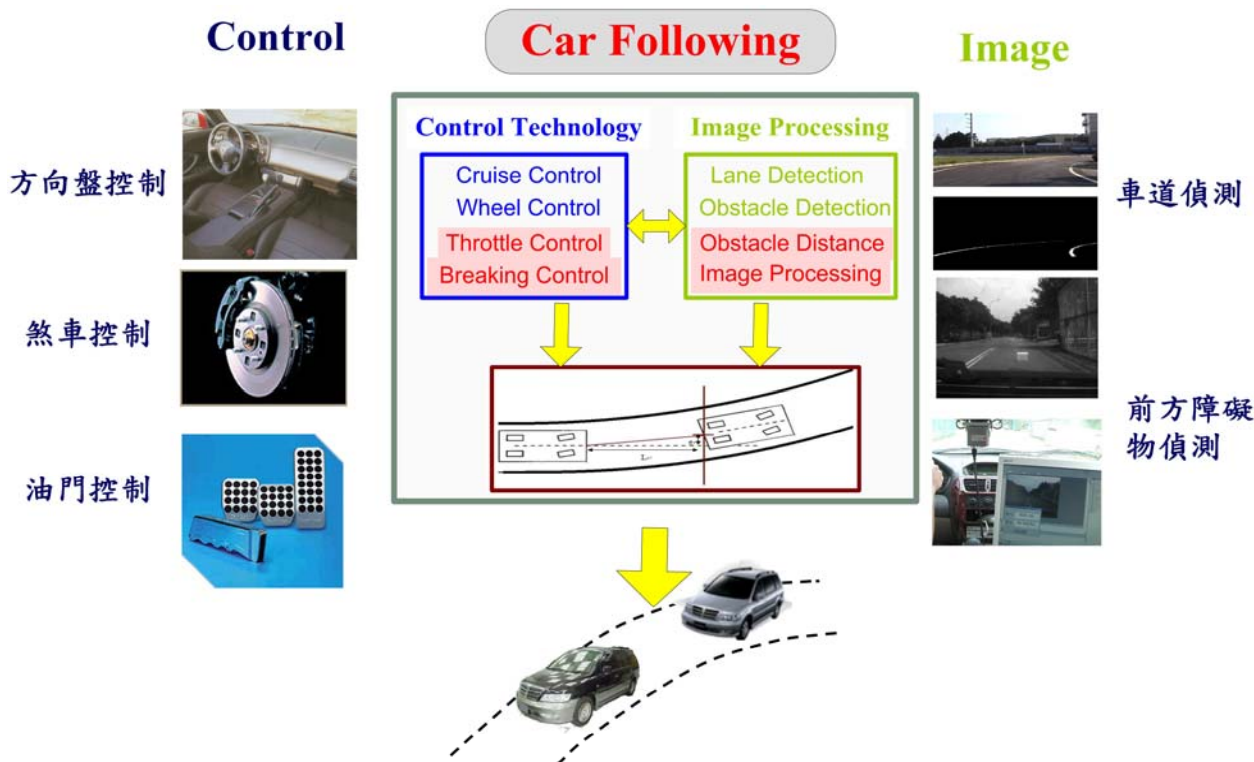 Control
Car Following
Image
方向盤控制
煞車控制
油門控制
Control Technology
Cruise Control
Wheel Control
Throttle Control
Breaking Control
Image Processing
Lane Detection
Obstacle Detection
Obstacle Distance
Image Processing
車道偵測
前方障礙
物偵測